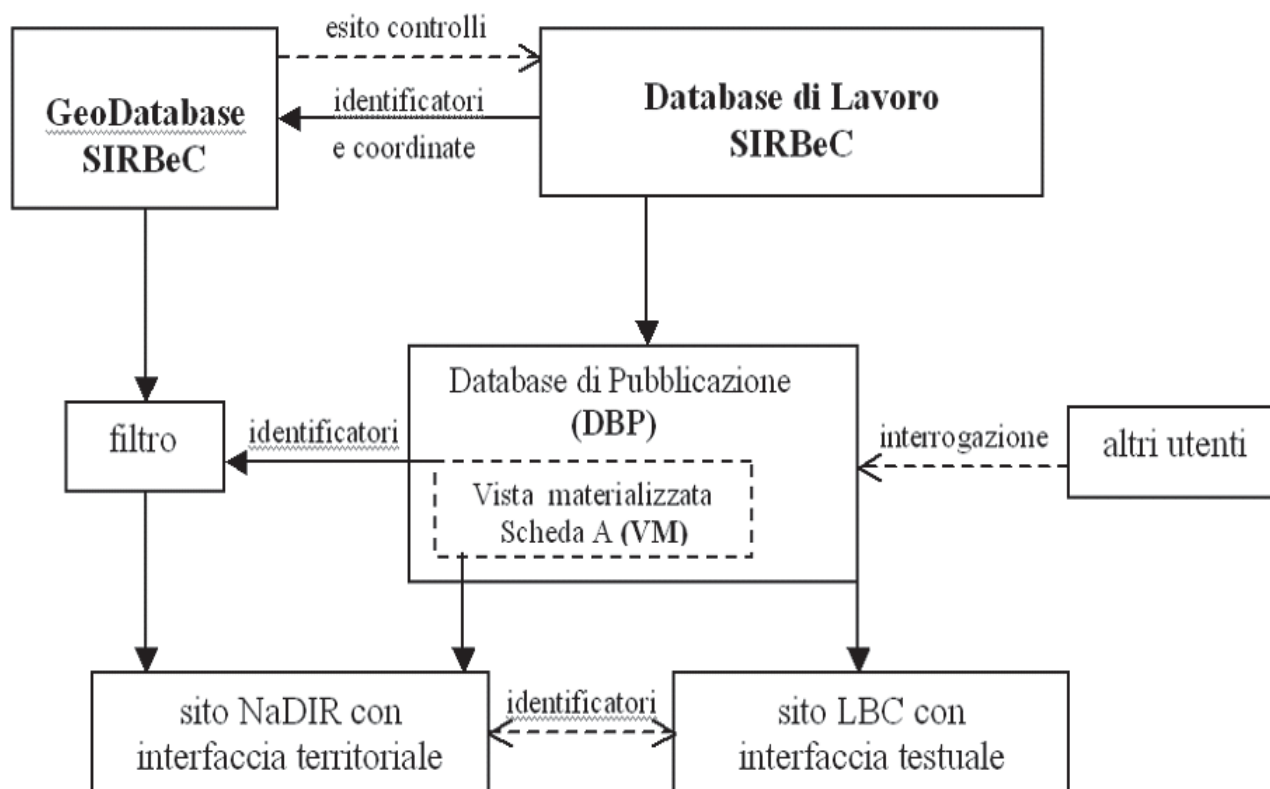 esito controlli
GeoDatabase
SIRBeC
identificatori
e coordinate
Database di Lavoro
SIRBeC
Database di Pubblicazione
(DBP)
filtro
identificatori
Vista materializzata
Scheda A (VM)
interrogazione
altri utenti
sito NaDIR con
interfaccia territoriale
identificatori
sito LBC con
interfaccia testuale